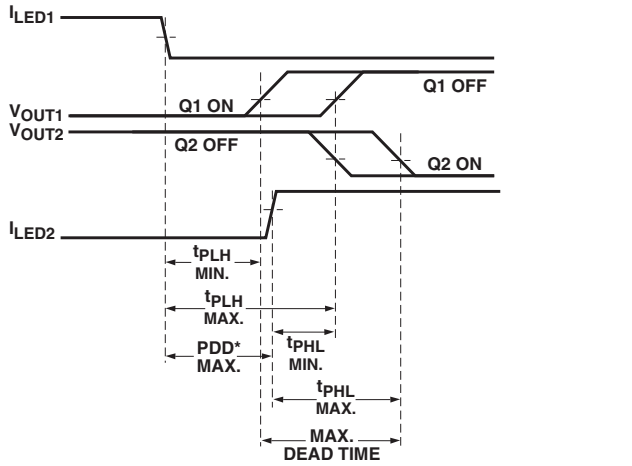 ILED1
Q1 OFF
VOUT1
Q1 ON
VOUT2
Q2 OFF
Q2 ON
ILED2
tPLH
MIN.
tPLH
MAX.
PDD*
MAX.
tPHL
MIN.
tPHL
MAX.
MAX.
DEAD TIME